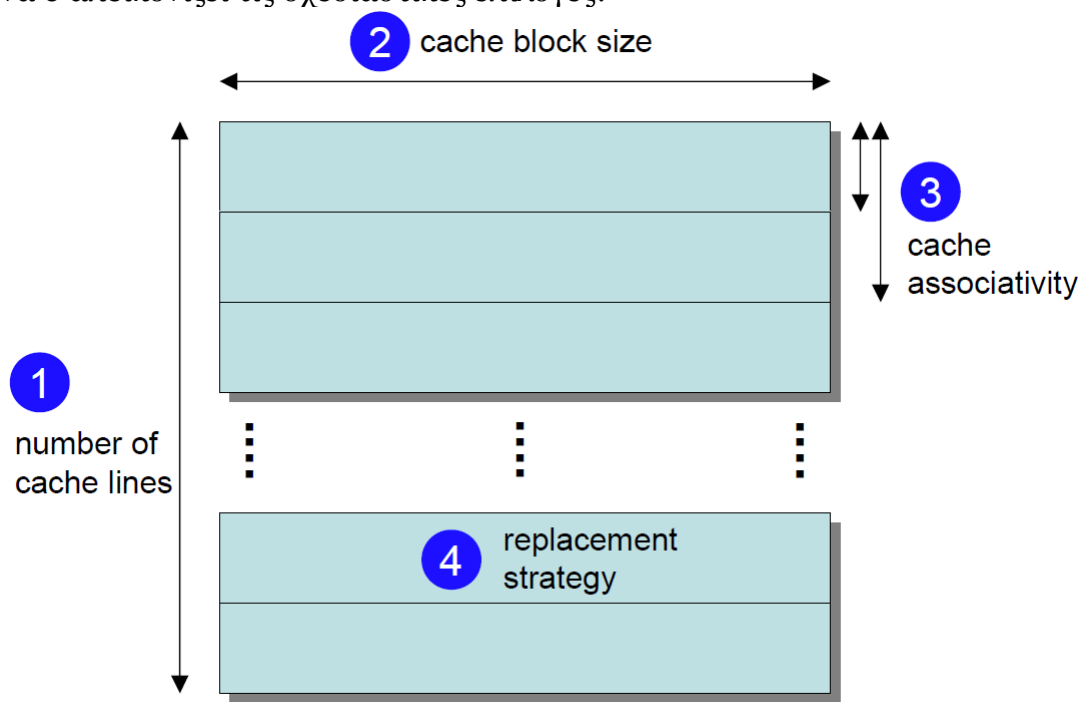 2 cache block size
3
cache
associativity
1
number of
cache lines
4 replacement
strategy